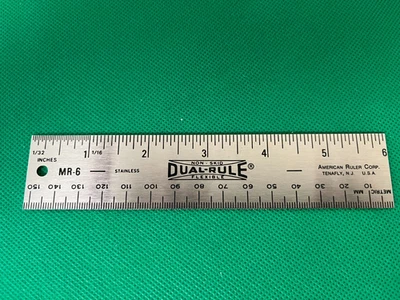 1/32 1 1/16 2 3 4 5 6
INCHES
NON-SKID
MR-6 — STAINLESS DUAL-RULE® — AMERICAN RULER CORP.
FLEXIBLE TENAFLY, N.J. U.S.A.
METRIC
150 140 130 120 110 100 90 80 70 60 50 40 30 20 10 MM